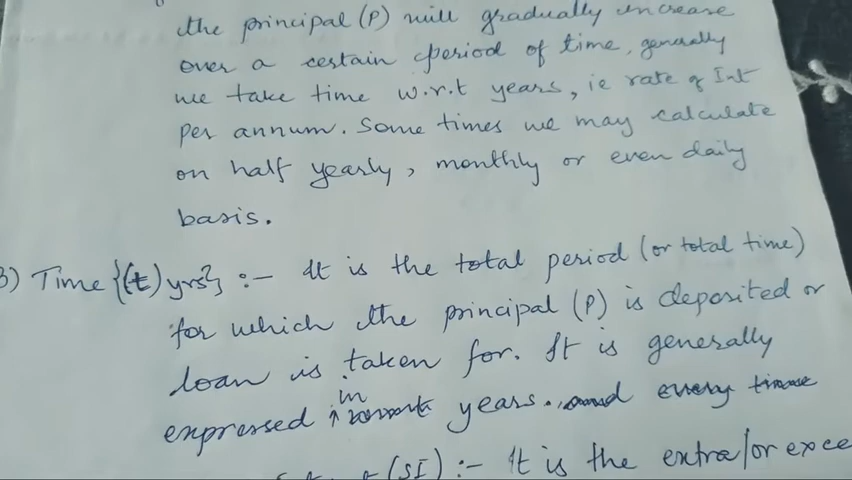 the principal (P) will gradually increase
over a certain period of time, generally
we take time w.r.t years, ie rate of Int
per annum. Some times we may calculate
on half yearly, monthly or even daily
basis.
3) Time {(t) yrs} :- It is the total period (or total time)
for which the principal (P) is deposited or
loan is taken for. It is generally
expressed in years. and every time
(SI) :- It is the extra/or exce